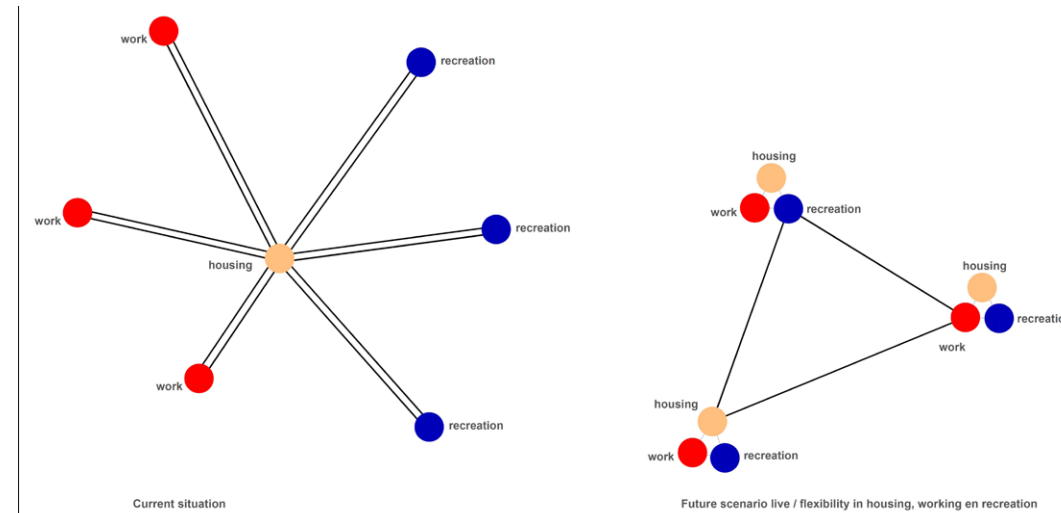 work
recreation
work
recreation
housing
work
recreation
Current situation
housing
work
recreation
housing
recreatio
work
housing
work
recreation
Future scenario live / flexibility in housing, working en recreation